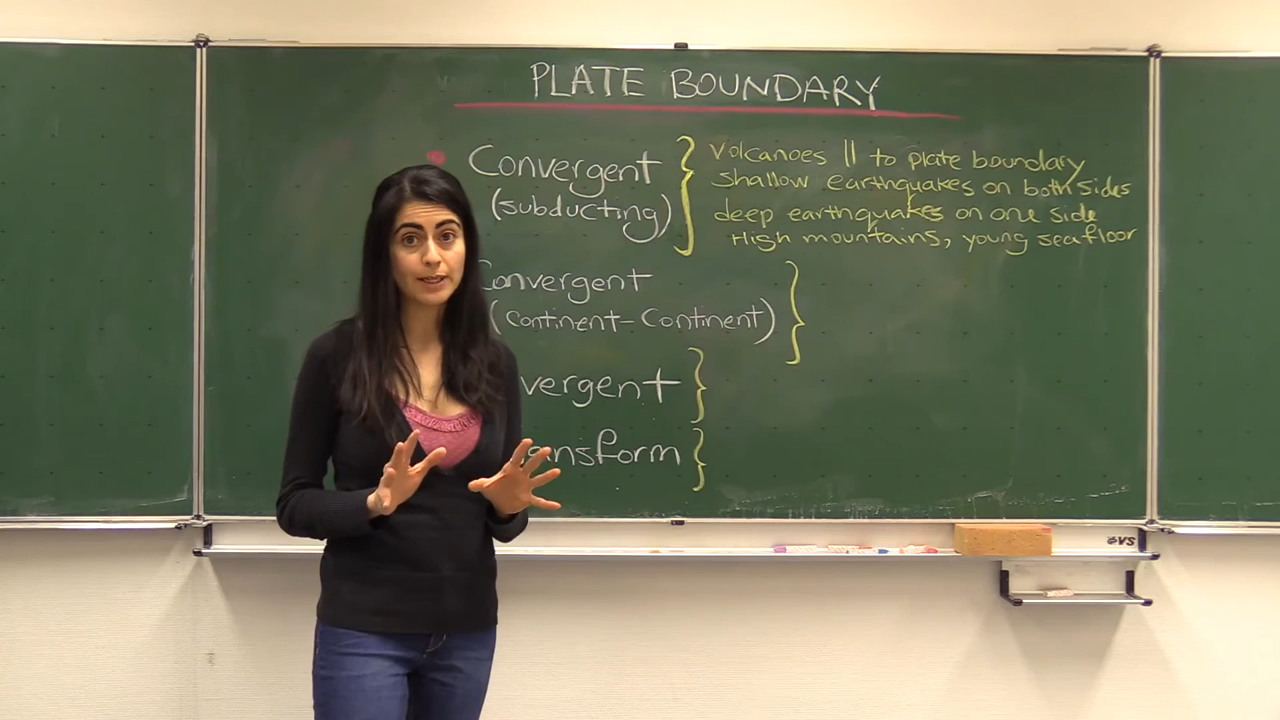 PLATE BOUNDARY
Convergent
(subducting)
Volcanoes || to plate boundary
shallow earthquakes on both sides
deep earthquakes on one side
High mountains, young seafloor
Convergent
(continent-Continent)
vergent
ansform
VS